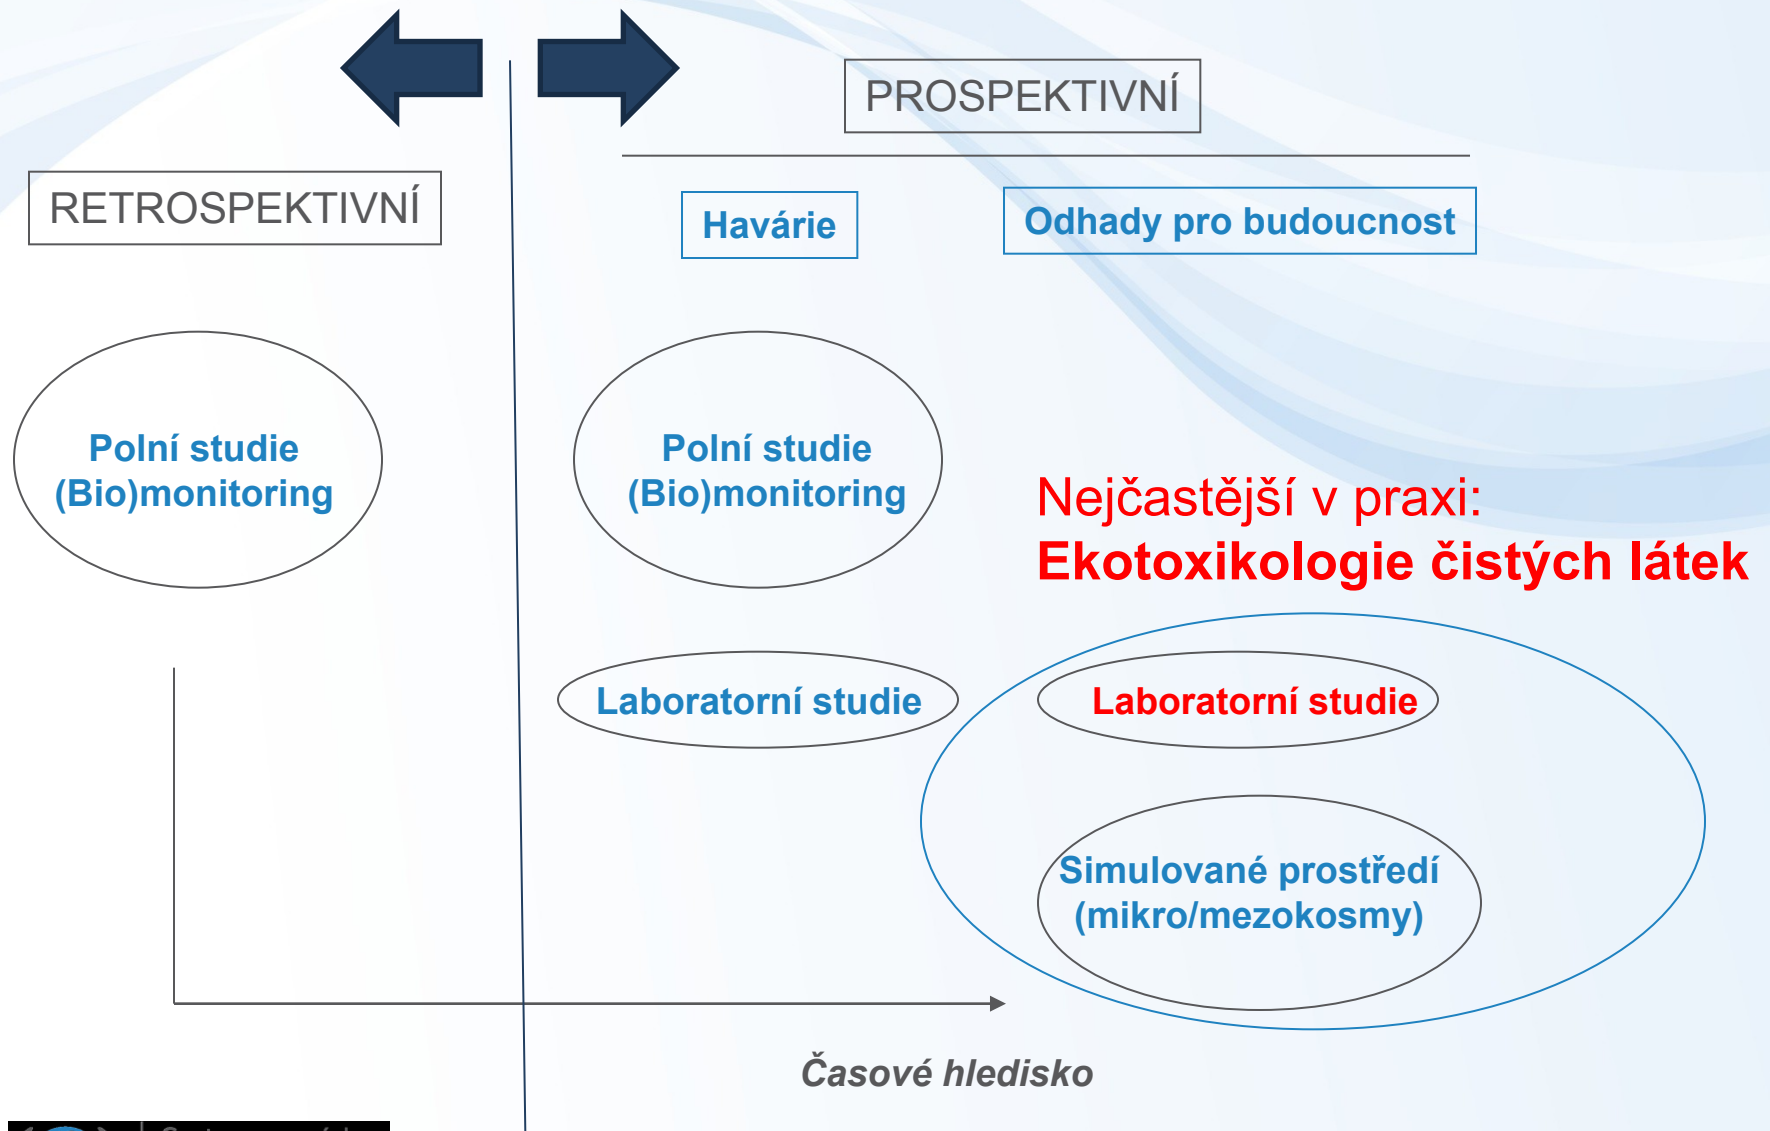 PROSPEKTIVNÍ
RETROSPEKTIVNÍ
Havárie
Odhady pro budoucnost
Polní studie
(Bio)monitoring
Polní studie
(Bio)monitoring
Nejčastější v praxi:
Ekotoxikologie čistých látek
Laboratorní studie
Laboratorní studie
Simulované prostředí
(mikro/mezokosmy)
Časové hledisko